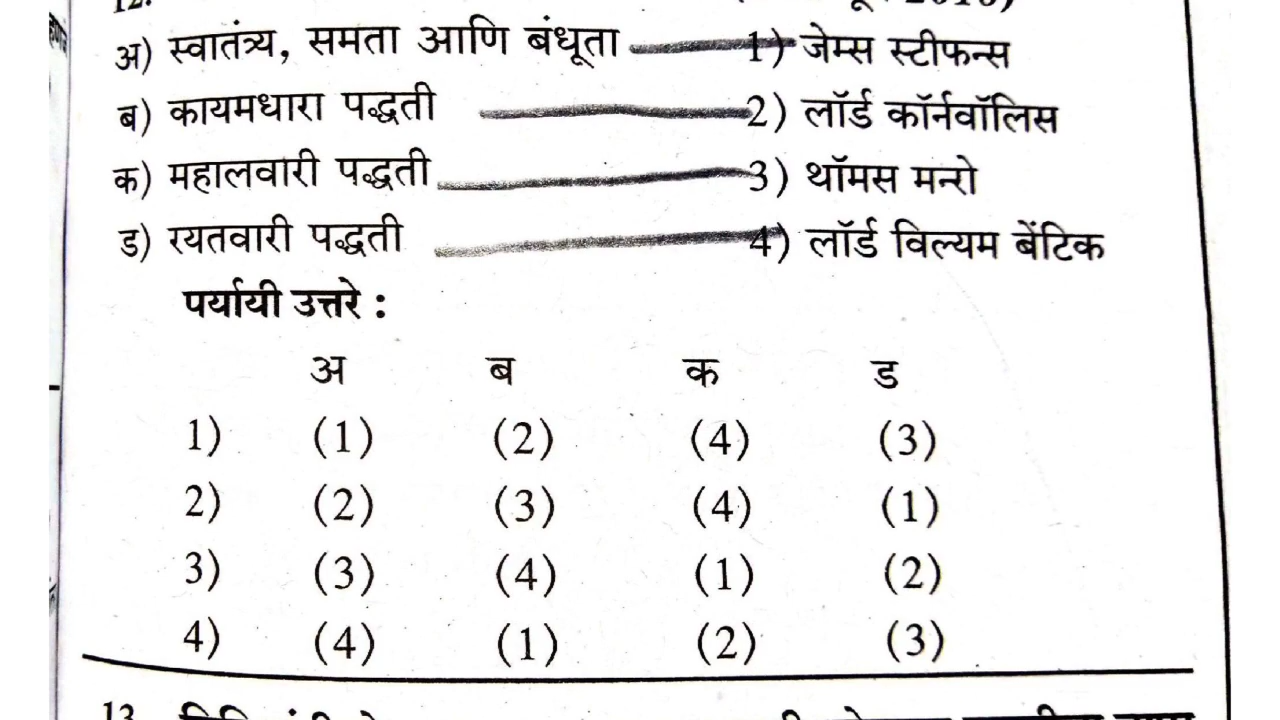 12.
अ) स्वातंत्र्य, समता आणि बंधूता 1) जेम्स स्टीफन्स
ब) कायमधारा पद्धती 2) लॉर्ड कॉर्नवॉलिस
क) महालवारी पद्धती 3) थॉमस मन्रो
ड) रयतवारी पद्धती 4) लॉर्ड विल्यम बेंटिक
पर्यायी उत्तरे :
अ ब क ड
1) (1) (2) (4) (3)
2) (2) (3) (4) (1)
3) (3) (4) (1) (2)
4) (4) (1) (2) (3)
13